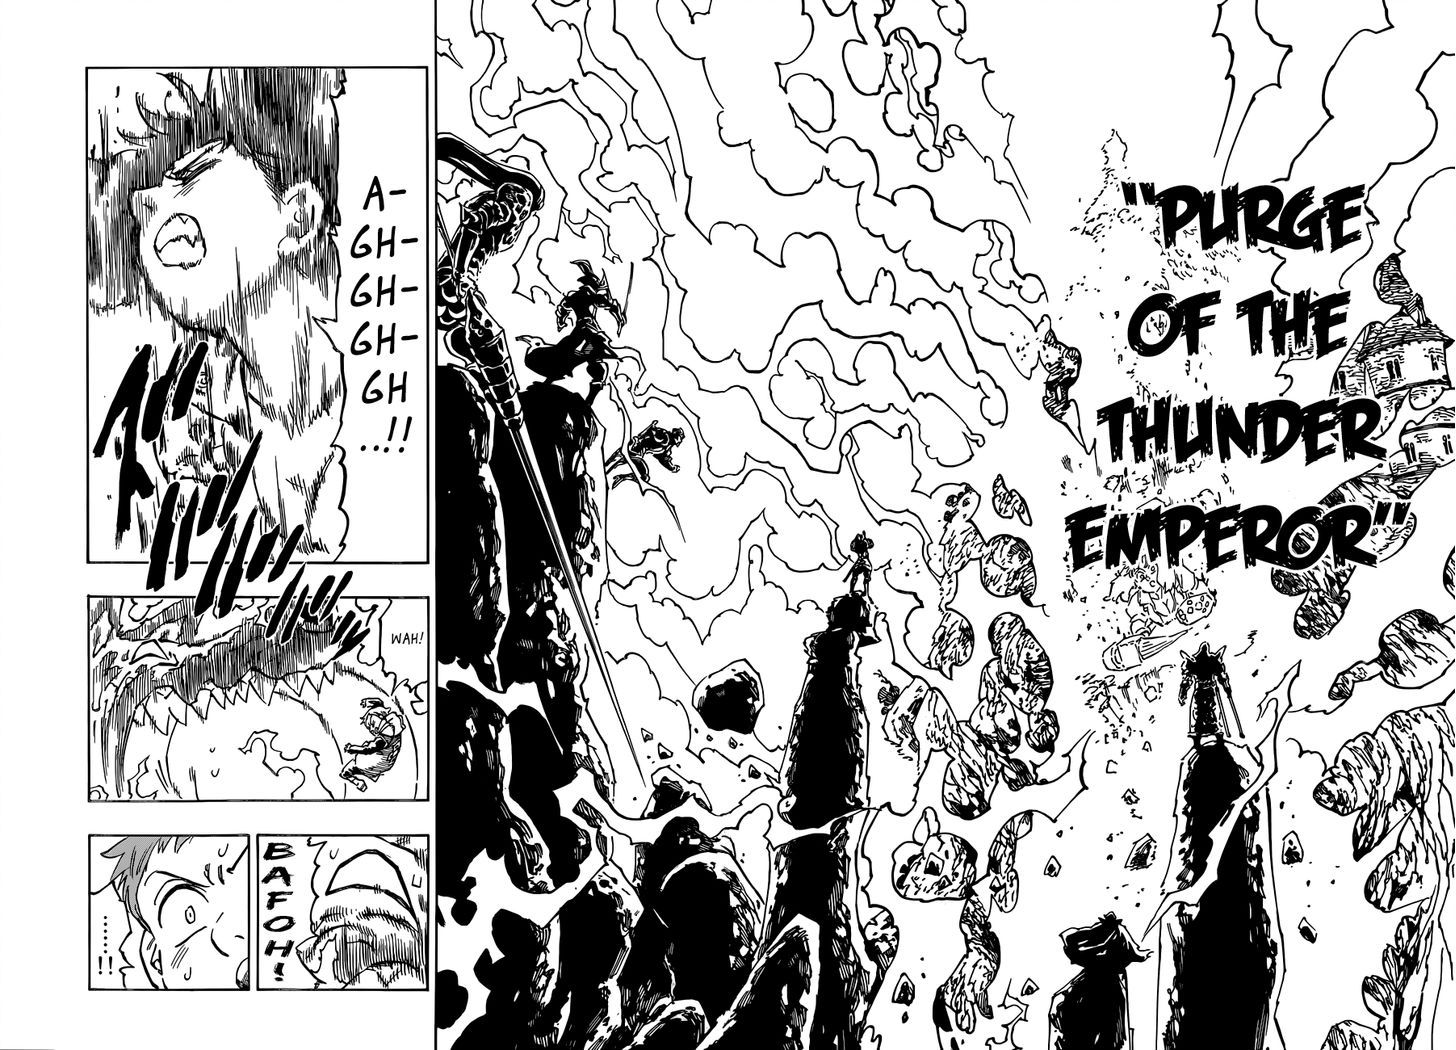 "PURGE
OF THE
THUNDER
EMPEROR"
A-
GH-
GH-
GH-
GH
..!!
WAH!
BAFOH!
........!!